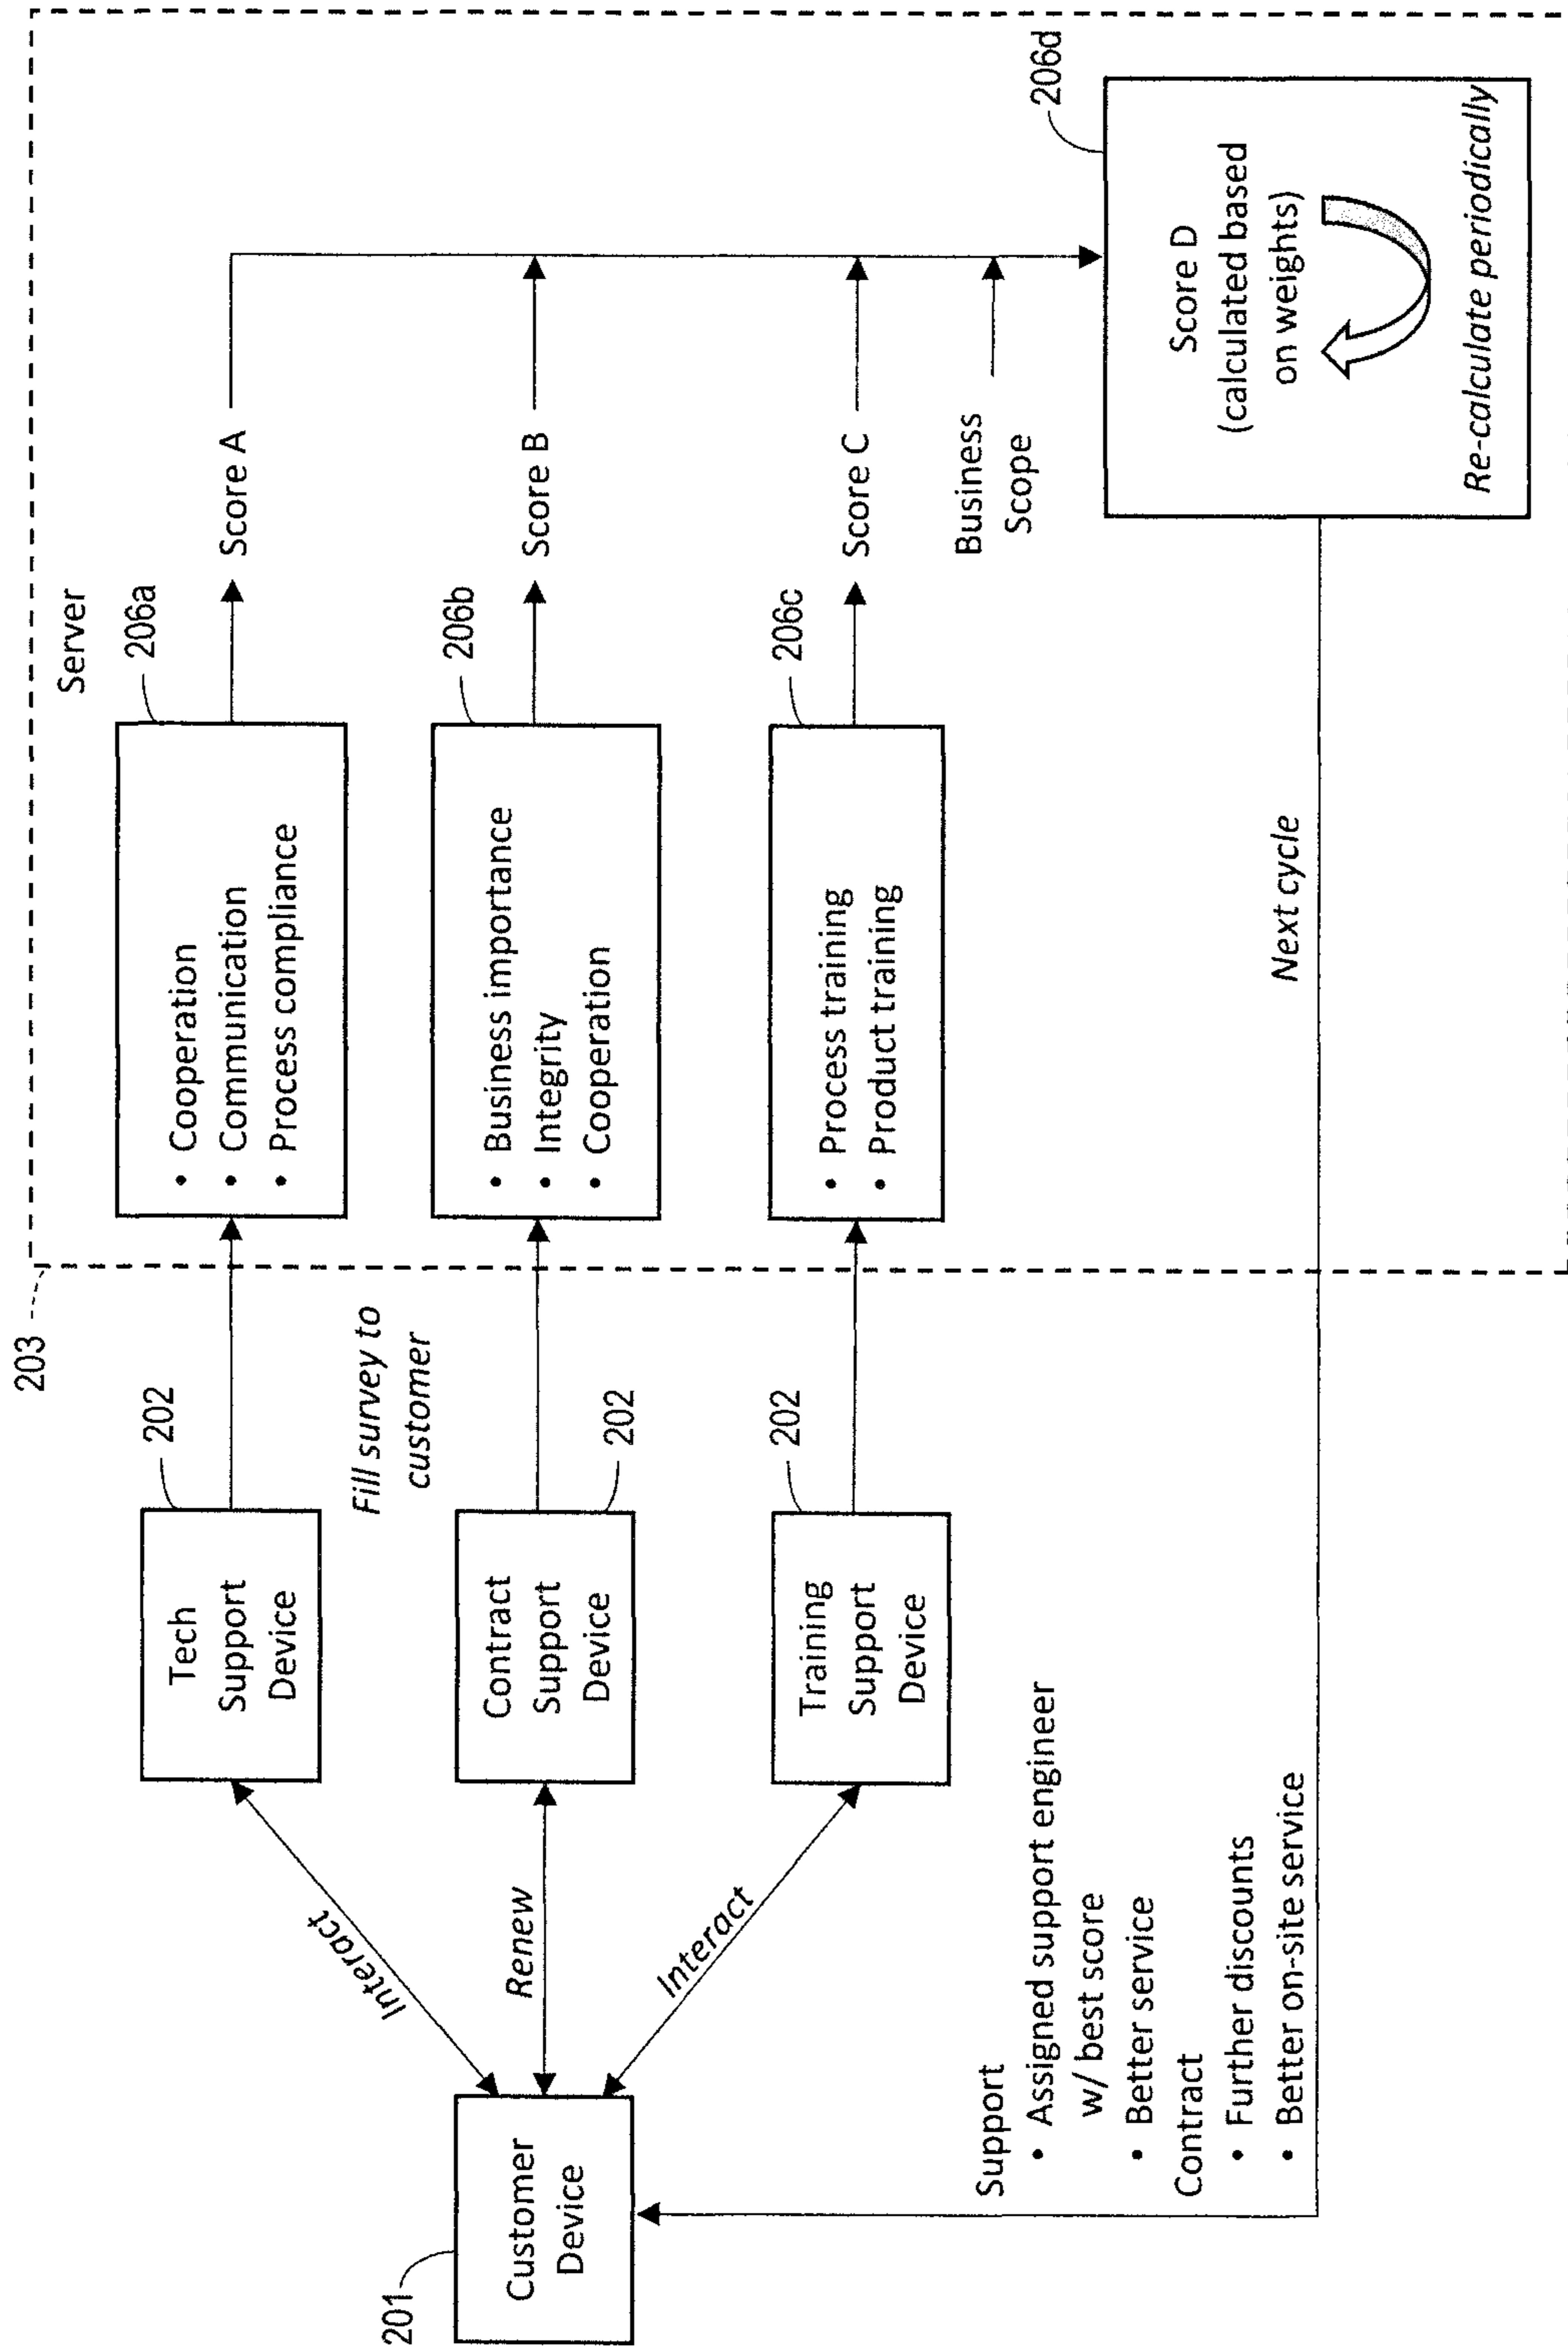 203
Server
201
Customer
Device
Interact
Renew
Interact
202
Tech
Support
Device
Fill survey to
customer
Contract
Support
Device
202
202
Training
Support
Device
206a
• Cooperation
• Communication
• Process compliance
Score A
206b
• Business importance
• Integrity
• Cooperation
Score B
206c
• Process training
• Product training
Score C
Business
Scope
206d
Score D
(calculated based
on weights)
Re-calculate periodically
Next cycle
Support
• Assigned support engineer
w/ best score
• Better service
Contract
• Further discounts
• Better on-site service